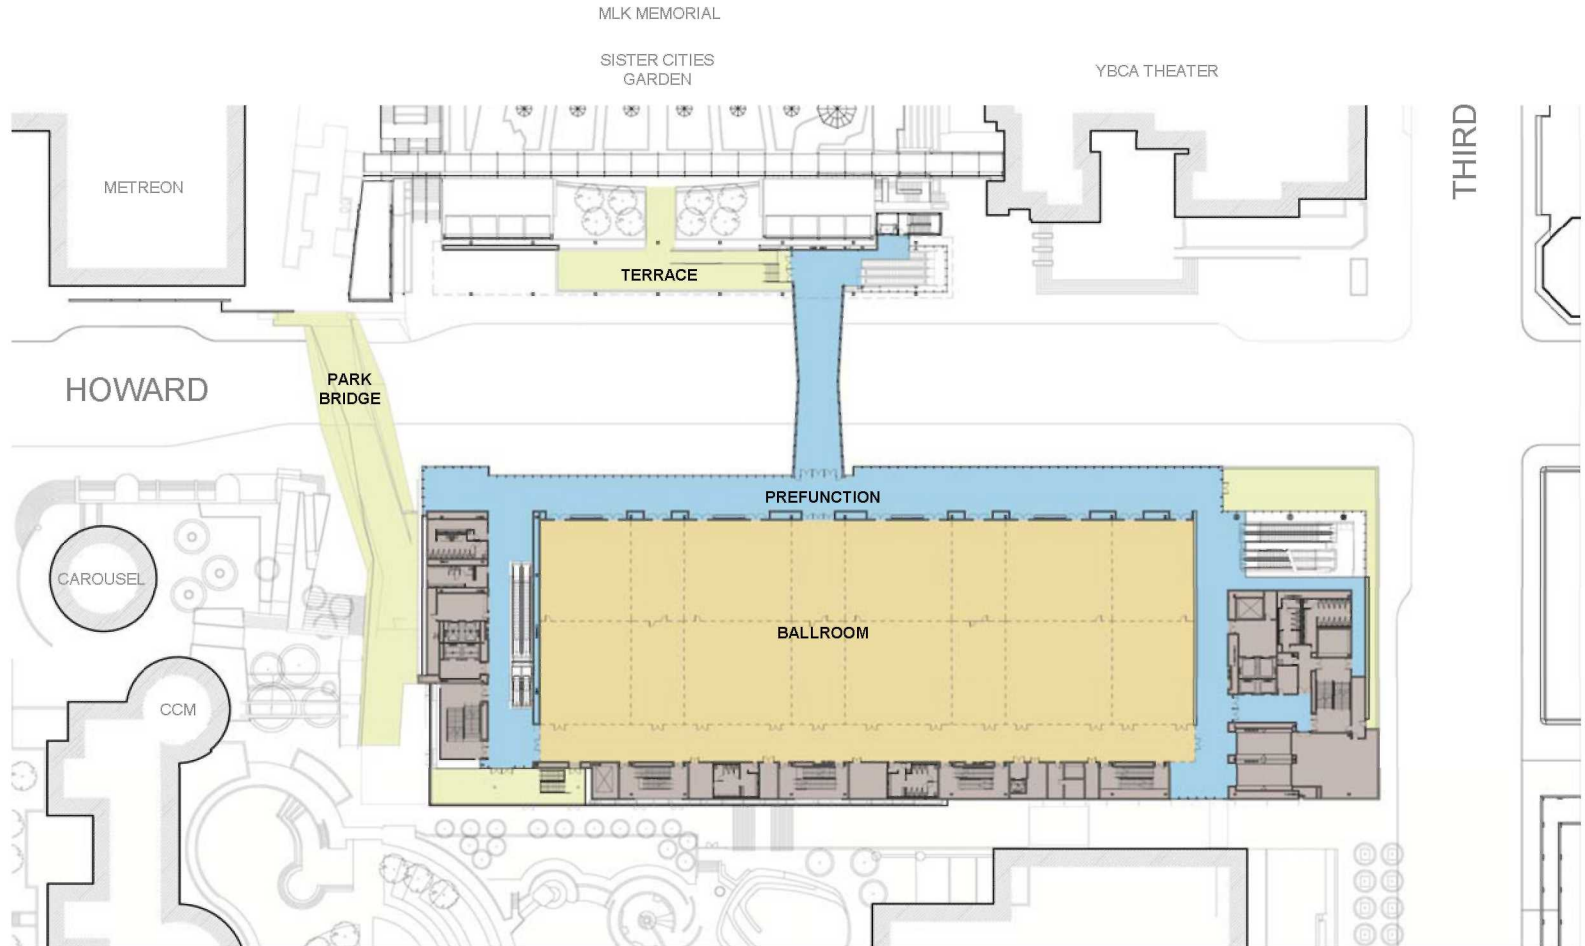 MLK MEMORIAL
SISTER CITIES
GARDEN
YBCA THEATER
THIRD
METREON
TERRACE
HOWARD
PARK
BRIDGE
PREFUNCTION
CAROUSEL
BALLROOM
CCM